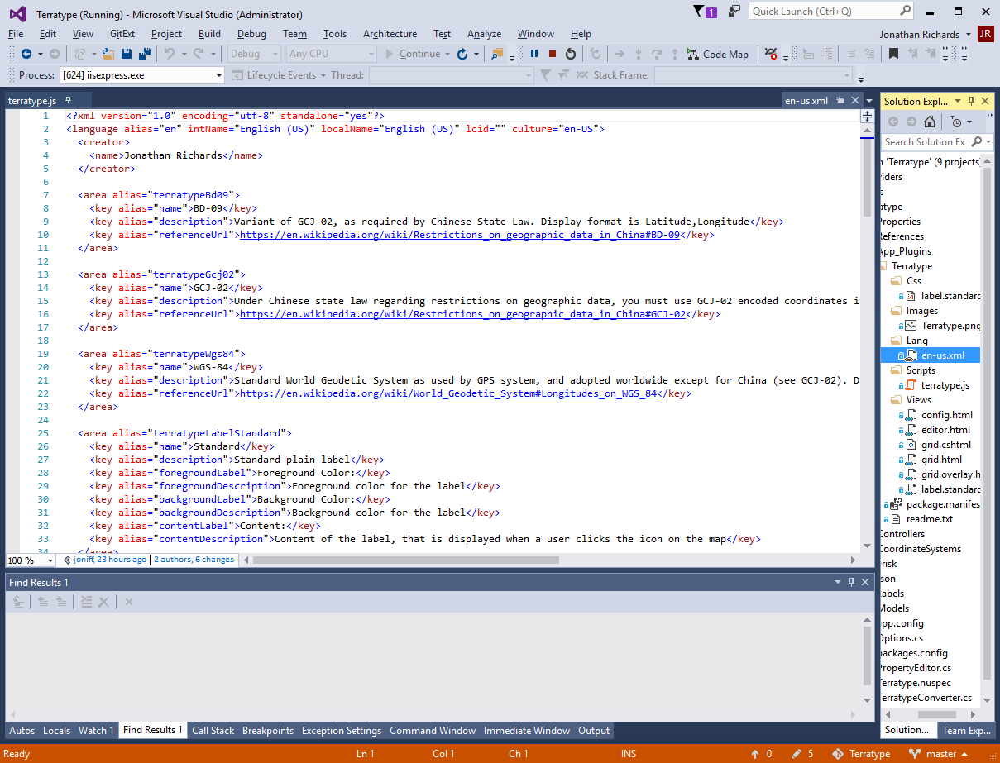 Terratype (Running) - Microsoft Visual Studio (Administrator)
1
Quick Launch (Ctrl+Q)
File Edit View GitExt Project Build Debug Team Tools Architecture Test Analyze Window Help
Jonathan Richards JR
Debug Any CPU Continue Code Map
Process: [624] iisexpress.exe Lifecycle Events Thread: Stack Frame:
terratype.js
en-us.xml
1 <?xml version="1.0" encoding="utf-8" standalone="yes"?>
2 <language alias="en" intName="English (US)" localName="English (US)" lcid="" culture="en-US">
3 <creator>
4 <name>Jonathan Richards</name>
5 </creator>
6
7 <area alias="terratypeBd09">
8 <key alias="name">BD-09</key>
9 <key alias="description">Variant of GCJ-02, as required by Chinese State Law. Display format is Latitude,Longitude</key>
10 <key alias="referenceUrl">https://en.wikipedia.org/wiki/Restrictions_on_geographic_data_in_China#BD-09</key>
11 </area>
12
13 <area alias="terratypeGcj02">
14 <key alias="name">GCJ-02</key>
15 <key alias="description">Under Chinese state law regarding restrictions on geographic data, you must use GCJ-02 encoded coordinates i
16 <key alias="referenceUrl">https://en.wikipedia.org/wiki/Restrictions_on_geographic_data_in_China#GCJ-02</key>
17 </area>
18
19 <area alias="terratypeWgs84">
20 <key alias="name">WGS-84</key>
21 <key alias="description">Standard World Geodetic System as used by GPS system, and adopted worldwide except for China (see GCJ-02). D
22 <key alias="referenceUrl">https://en.wikipedia.org/wiki/World_Geodetic_System#Longitudes_on_WGS_84</key>
23 </area>
24
25 <area alias="terratypeLabelStandard">
26 <key alias="name">Standard</key>
27 <key alias="description">Standard plain label</key>
28 <key alias="foregroundLabel">Foreground Color:</key>
29 <key alias="foregroundDescription">Foreground color for the label</key>
30 <key alias="backgroundLabel">Background Color:</key>
31 <key alias="backgroundDescription">Background color for the label</key>
32 <key alias="contentLabel">Content:</key>
33 <key alias="contentDescription">Content of the label, that is displayed when a user clicks the icon on the map</key>
34 </area>
100 % joniff, 23 hours ago | 2 authors, 6 changes
Solution Expl...
Search Solution Ex
'Terratype' (9 projects)
iders
s
atype
Properties
References
App_Plugins
Terratype
Css
label.standard
Images
Terratype.png
Lang
en-us.xml
Scripts
terratype.js
Views
config.html
editor.html
grid.cshtml
grid.html
grid.overlay.h
label.standard
package.manifes
readme.txt
Controllers
CoordinateSystems
Frisk
son
Labels
Models
app.config
Options.cs
packages.config
PropertyEditor.cs
Terratype.nuspec
TerratypeConverter.cs
Solution... Team Exp...
Find Results 1
Autos Locals Watch 1 Find Results 1 Call Stack Breakpoints Exception Settings Command Window Immediate Window Output
Ready Ln 1 Col 1 Ch 1 INS 0 5 Terratype master